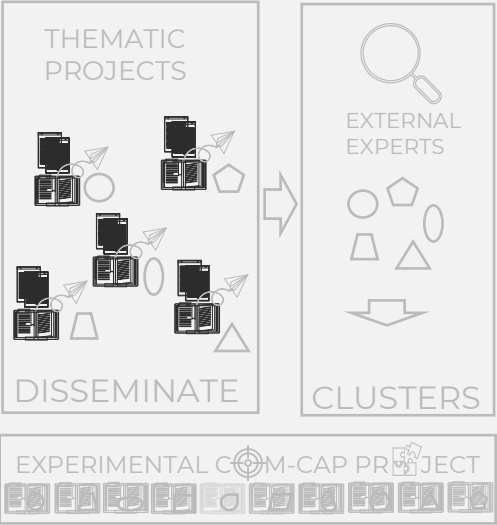 THEMATIC
PROJECTS
DISSEMINATE
EXTERNAL
EXPERTS
CLUSTERS
EXPERIMENTAL COM-CAP PROJECT